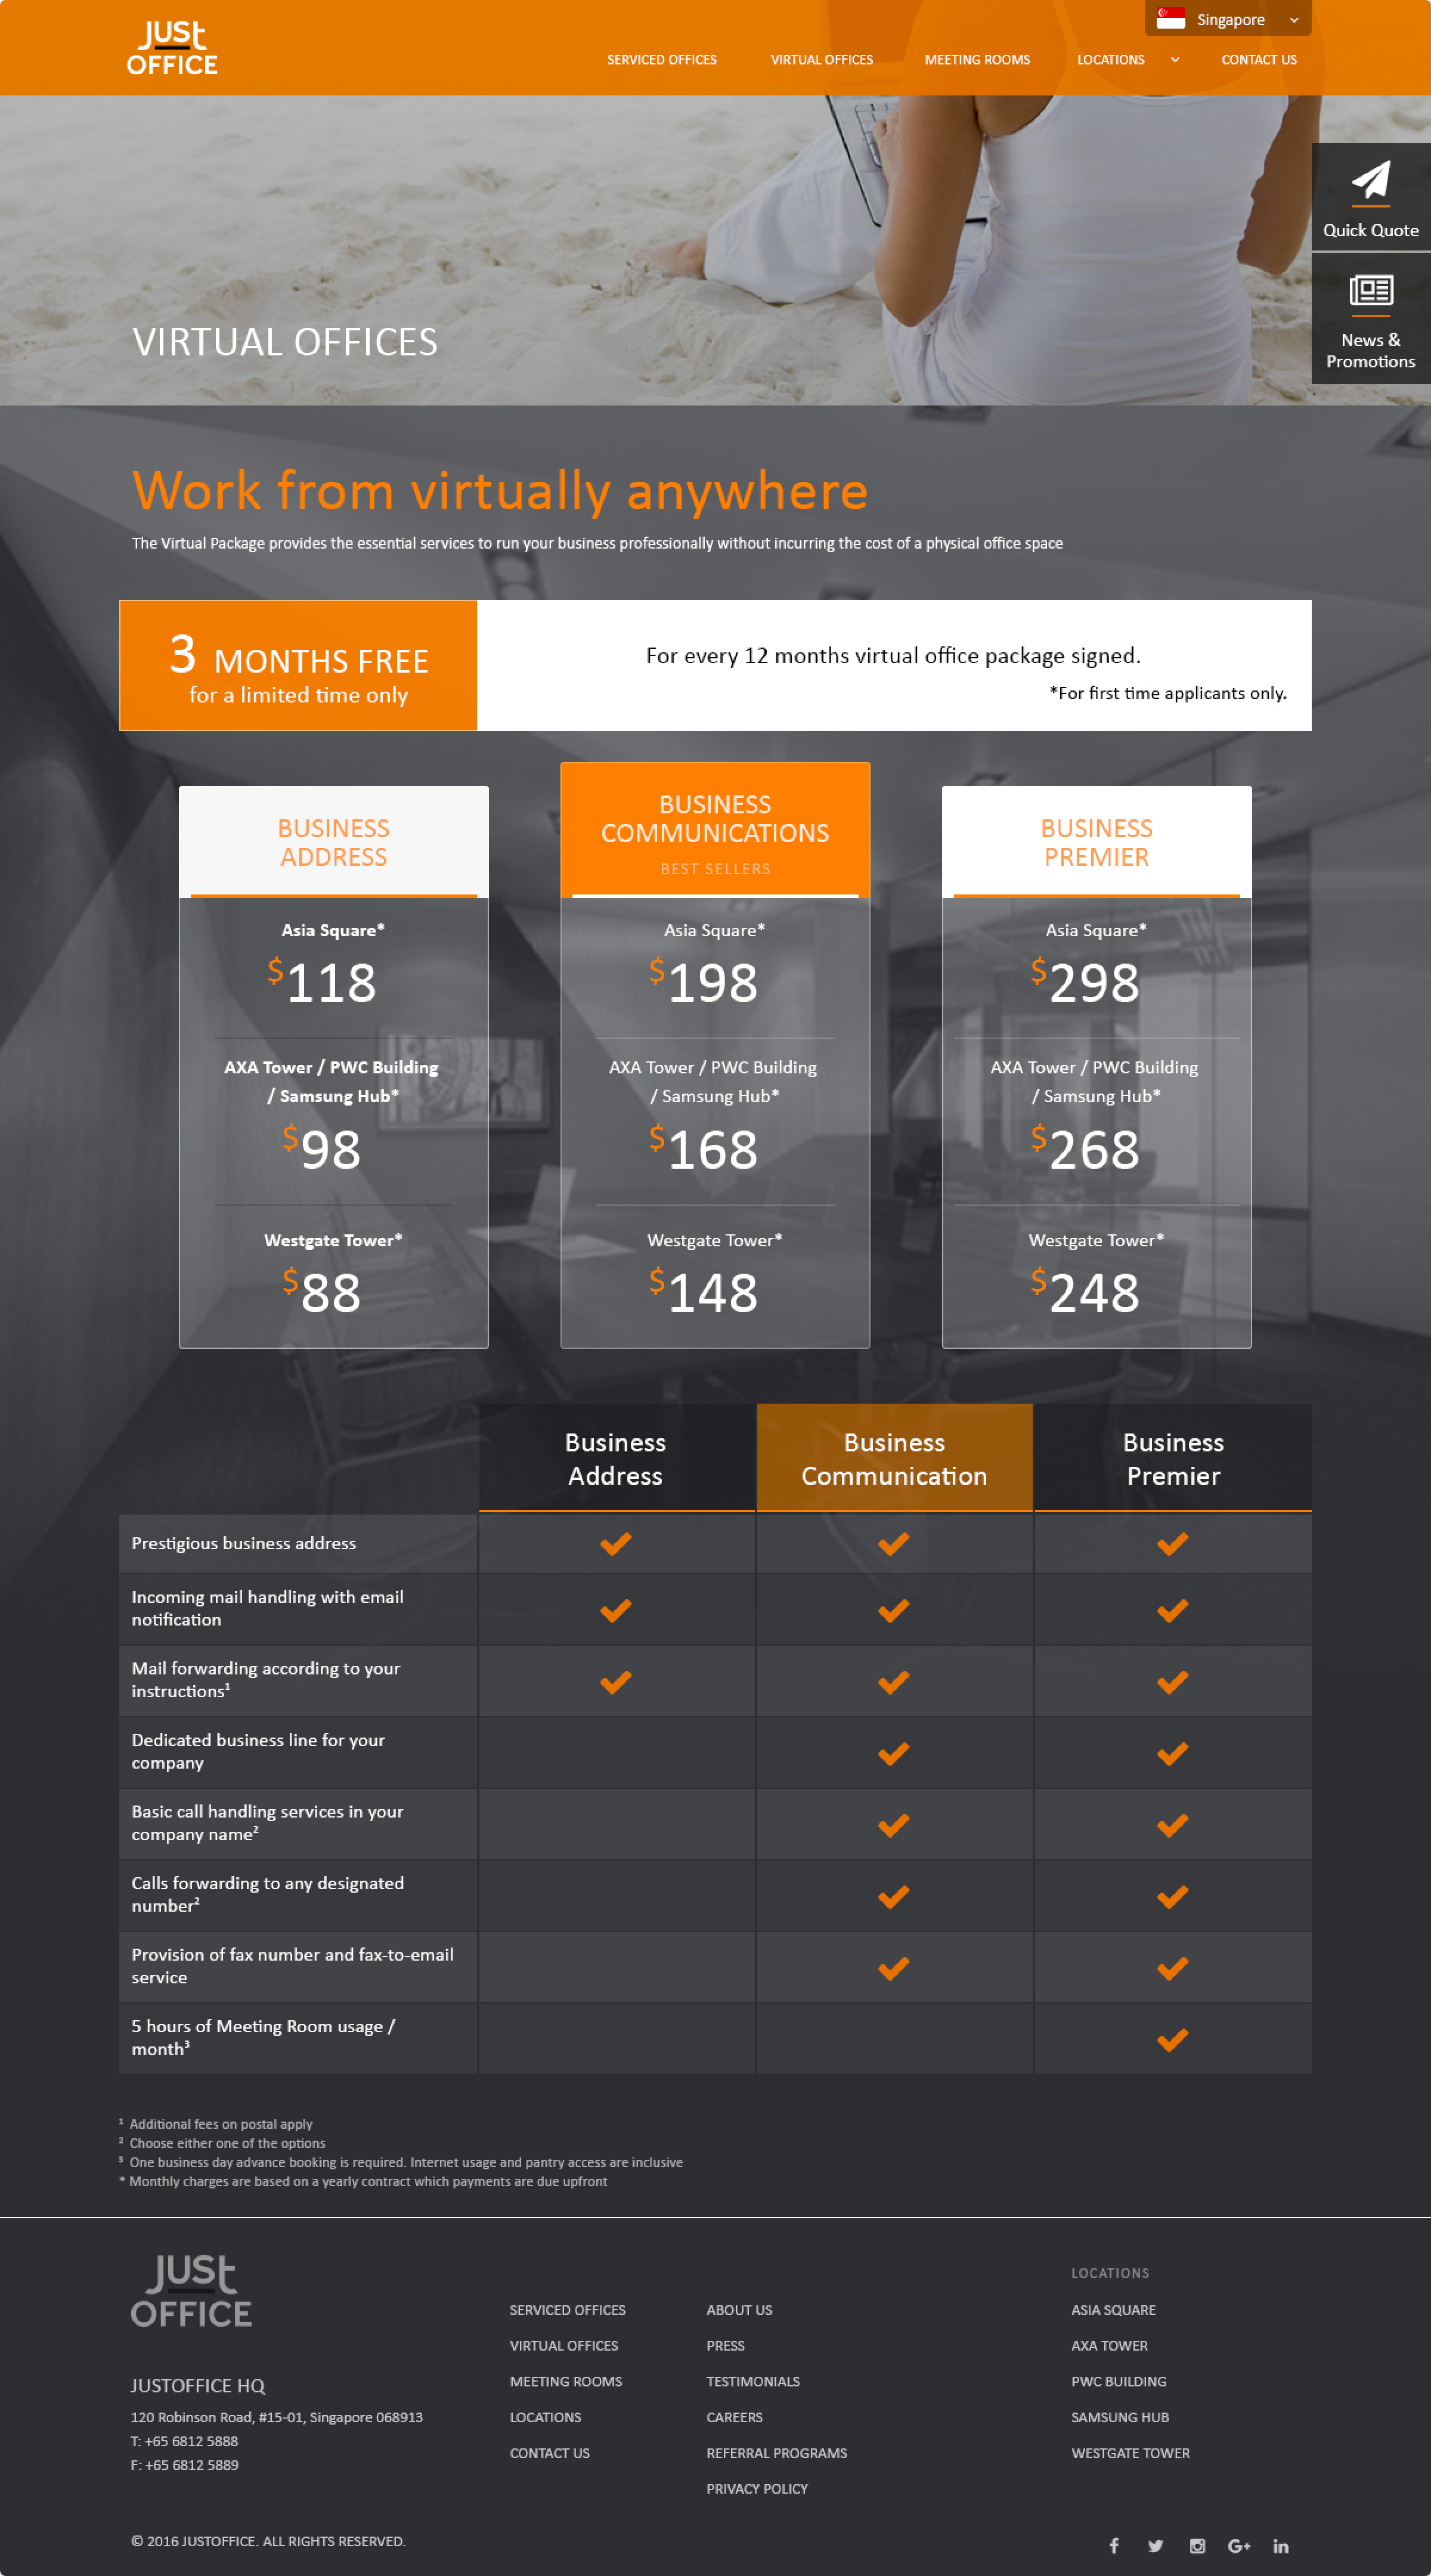 JUST
OFFICE
Singapore
SERVICED OFFICES
VIRTUAL OFFICES
MEETING ROOMS
LOCATIONS
CONTACT US
Quick Quote
News &
Promotions
VIRTUAL OFFICES
Work from virtually anywhere
The Virtual Package provides the essential services to run your business professionally without incurring the cost of a physical office space
3 MONTHS FREE
for a limited time only
For every 12 months virtual office package signed.
*For first time applicants only.
BUSINESS
ADDRESS
Asia Square*
$118
AXA Tower / PWC Building
/ Samsung Hub*
$98
Westgate Tower*
$88
BUSINESS
COMMUNICATIONS
BEST SELLERS
Asia Square*
$198
AXA Tower / PWC Building
/ Samsung Hub*
$168
Westgate Tower*
$148
BUSINESS
PREMIER
Asia Square*
$298
AXA Tower / PWC Building
/ Samsung Hub*
$268
Westgate Tower*
$248
Business
Address
Business
Communication
Business
Premier
Prestigious business address
Incoming mail handling with email
notification
Mail forwarding according to your
instructions¹
Dedicated business line for your
company
Basic call handling services in your
company name²
Calls forwarding to any designated
number²
Provision of fax number and fax-to-email
service
5 hours of Meeting Room usage /
month³
¹ Additional fees on postal apply
² Choose either one of the options
³ One business day advance booking is required. Internet usage and pantry access are inclusive
* Monthly charges are based on a yearly contract which payments are due upfront
JUST
OFFICE
JUSTOFFICE HQ
120 Robinson Road, #15-01, Singapore 068913
T: +65 6812 5888
F: +65 6812 5889
SERVICED OFFICES
VIRTUAL OFFICES
MEETING ROOMS
LOCATIONS
CONTACT US
ABOUT US
PRESS
TESTIMONIALS
CAREERS
REFERRAL PROGRAMS
PRIVACY POLICY
LOCATIONS
ASIA SQUARE
AXA TOWER
PWC BUILDING
SAMSUNG HUB
WESTGATE TOWER
© 2016 JUSTOFFICE. ALL RIGHTS RESERVED.